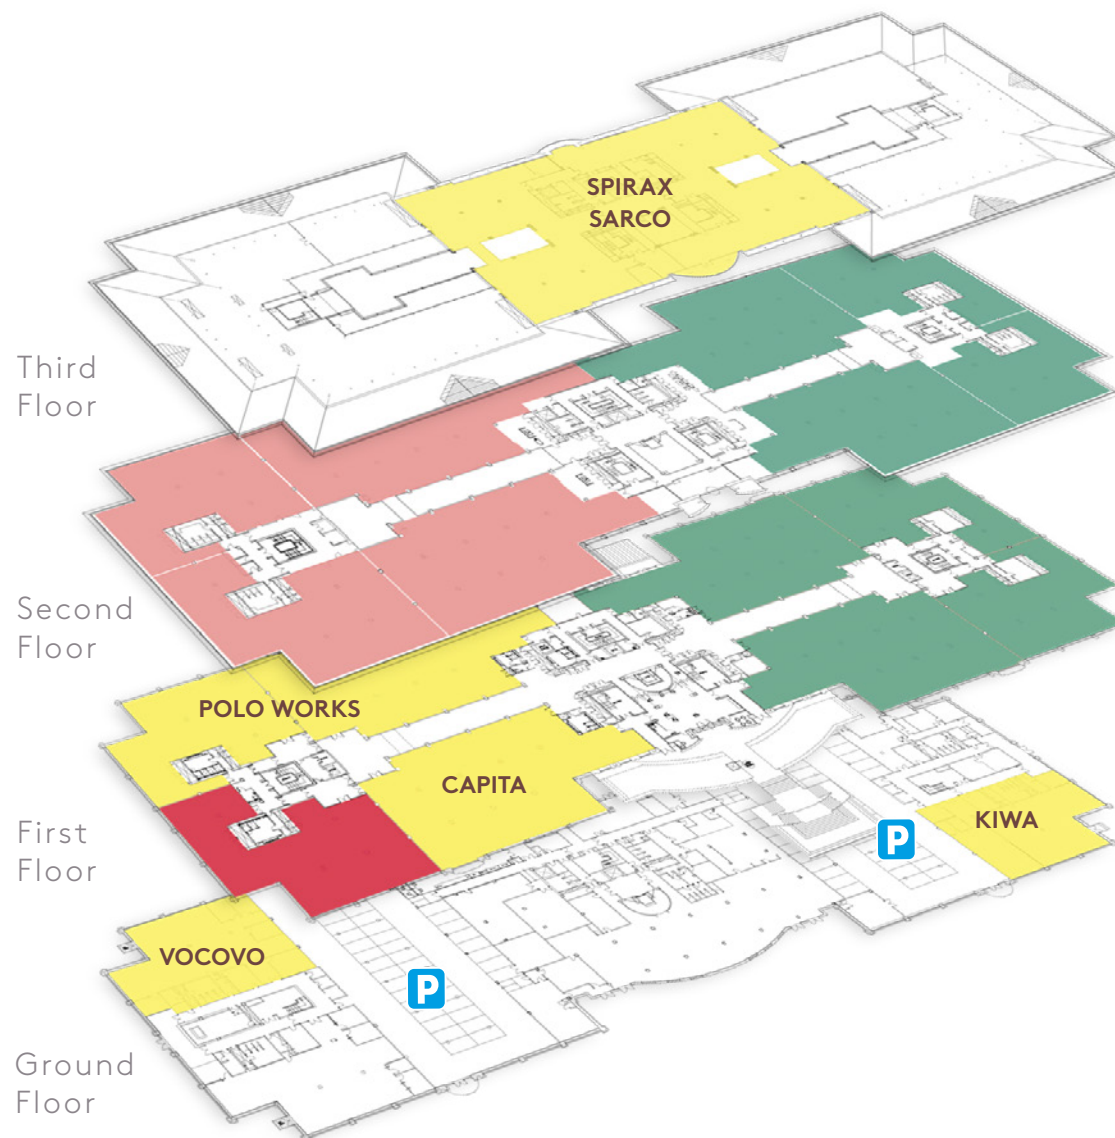 SPIRAX
SARCO
Third
Floor
Second
Floor
POLO WORKS
CAPITA
KIWA
P
First
Floor
VOCOVO
P
Ground
Floor